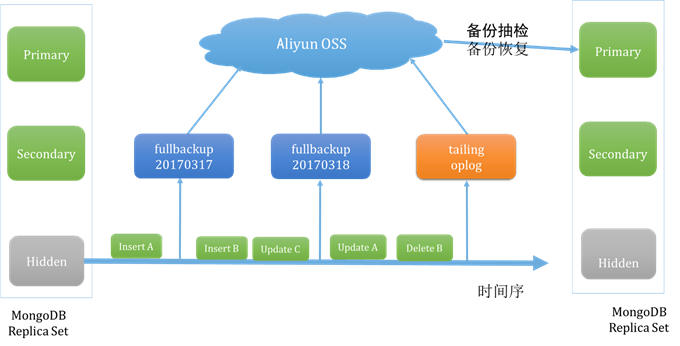 Primary
Secondary
Hidden
MongoDB
Replica Set
Aliyun OSS
备份抽检
备份恢复
fullbackup
20170317
fullbackup
20170318
tailing
oplog
Insert A
Insert B
Update C
Update A
Delete B
时间序
Primary
Secondary
Hidden
MongoDB
Replica Set